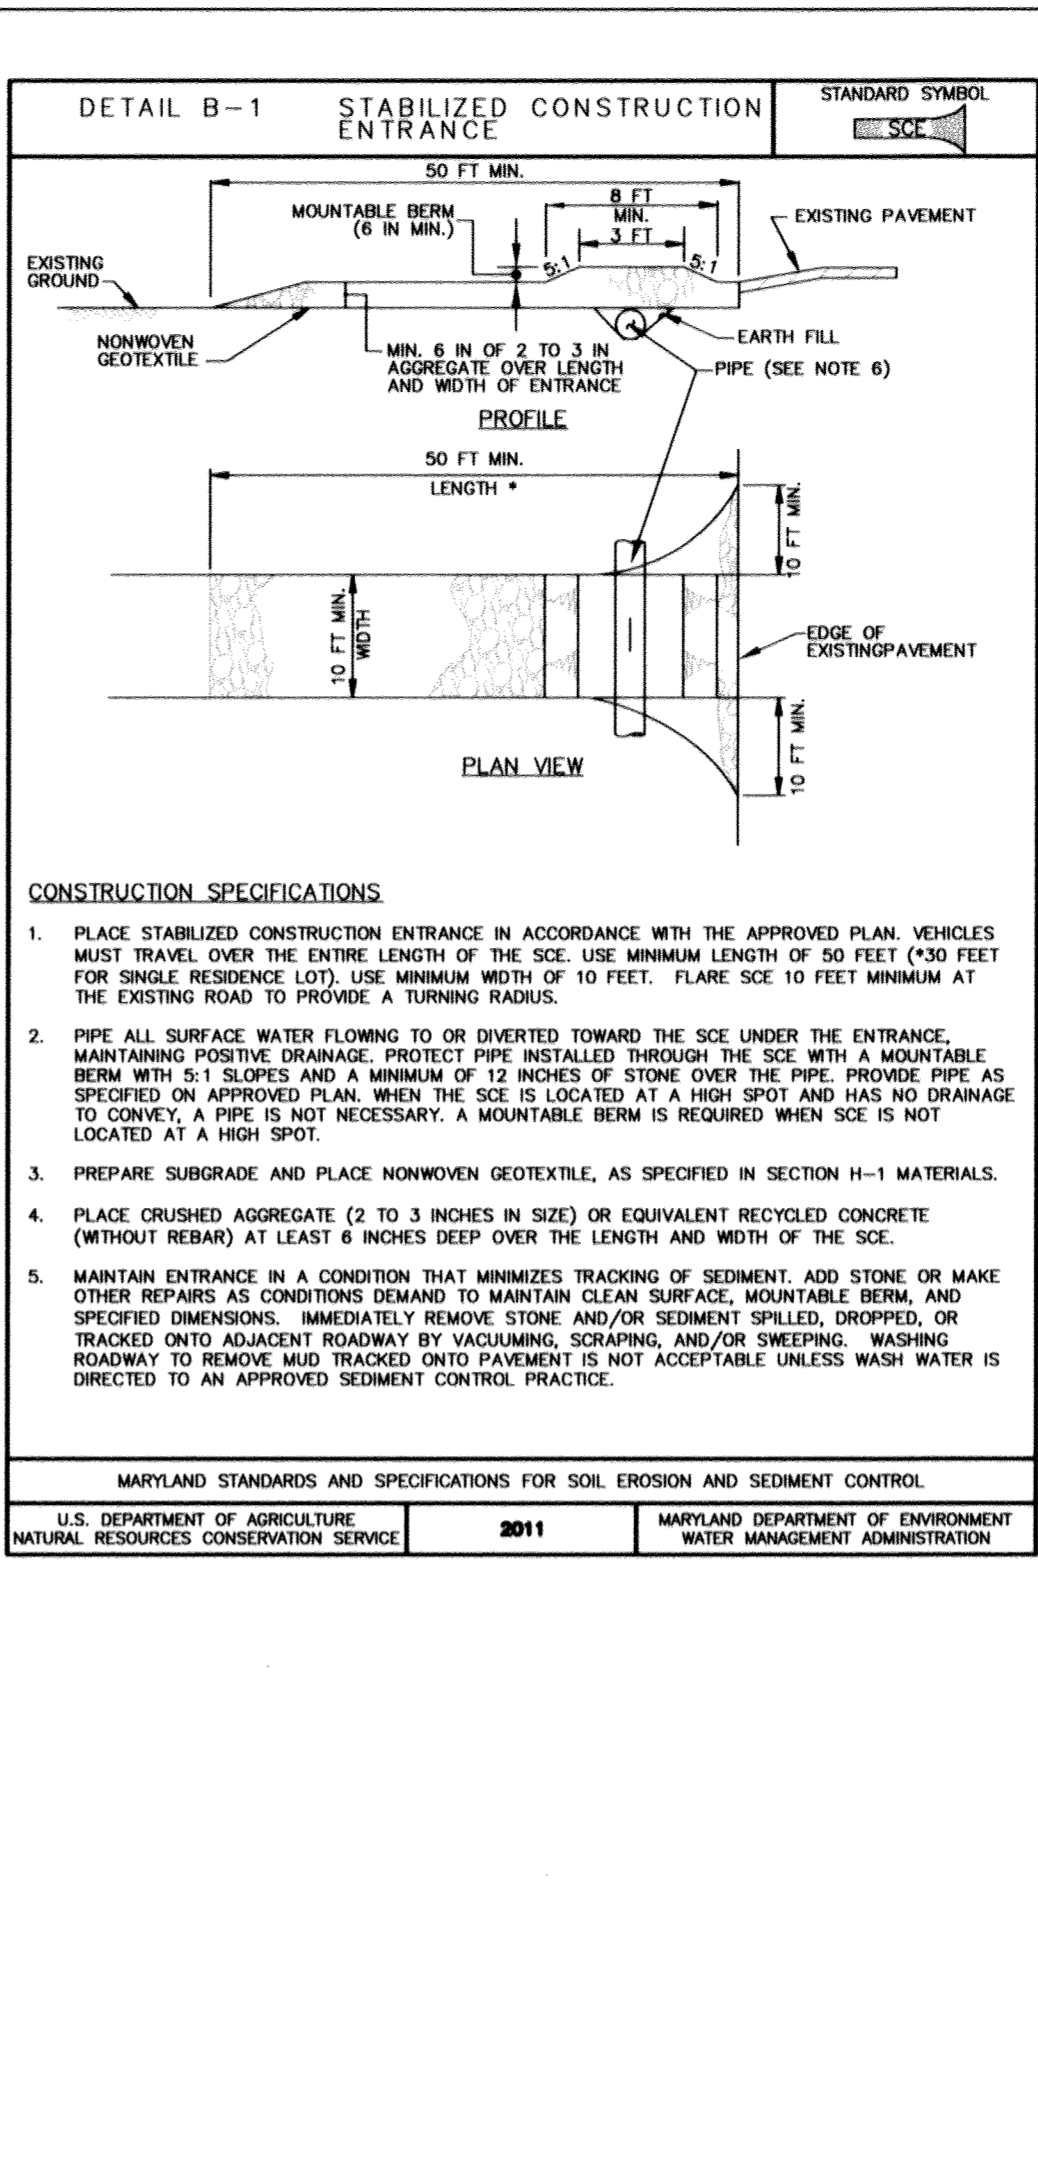 DETAIL B-1
STABILIZED CONSTRUCTION
ENTRANCE
STANDARD SYMBOL
SCE
50 FT MIN.
8 FT
MIN.
3 FT
MOUNTABLE BERM
(6 IN MIN.)
5:1
5:1
EXISTING PAVEMENT
EXISTING
GROUND
NONWOVEN
GEOTEXTILE
MIN. 6 IN OF 2 TO 3 IN
AGGREGATE OVER LENGTH
AND WIDTH OF ENTRANCE
EARTH FILL
PIPE (SEE NOTE 6)
PROFILE
50 FT MIN.
LENGTH *
10 FT MIN.
10 FT MIN.
WIDTH
EDGE OF
EXISTINGPAVEMENT
10 FT MIN.
PLAN VIEW
CONSTRUCTION SPECIFICATIONS
1. PLACE STABILIZED CONSTRUCTION ENTRANCE IN ACCORDANCE WITH THE APPROVED PLAN. VEHICLES
MUST TRAVEL OVER THE ENTIRE LENGTH OF THE SCE. USE MINIMUM LENGTH OF 50 FEET (*30 FEET
FOR SINGLE RESIDENCE LOT). USE MINIMUM WIDTH OF 10 FEET. FLARE SCE 10 FEET MINIMUM AT
THE EXISTING ROAD TO PROVIDE A TURNING RADIUS.
2. PIPE ALL SURFACE WATER FLOWING TO OR DIVERTED TOWARD THE SCE UNDER THE ENTRANCE,
MAINTAINING POSITIVE DRAINAGE. PROTECT PIPE INSTALLED THROUGH THE SCE WITH A MOUNTABLE
BERM WITH 5:1 SLOPES AND A MINIMUM OF 12 INCHES OF STONE OVER THE PIPE. PROVIDE PIPE AS
SPECIFIED ON APPROVED PLAN. WHEN THE SCE IS LOCATED AT A HIGH SPOT AND HAS NO DRAINAGE
TO CONVEY, A PIPE IS NOT NECESSARY. A MOUNTABLE BERM IS REQUIRED WHEN SCE IS NOT
LOCATED AT A HIGH SPOT.
3. PREPARE SUBGRADE AND PLACE NONWOVEN GEOTEXTILE, AS SPECIFIED IN SECTION H-1 MATERIALS.
4. PLACE CRUSHED AGGREGATE (2 TO 3 INCHES IN SIZE) OR EQUIVALENT RECYCLED CONCRETE
(WITHOUT REBAR) AT LEAST 6 INCHES DEEP OVER THE LENGTH AND WIDTH OF THE SCE.
5. MAINTAIN ENTRANCE IN A CONDITION THAT MINIMIZES TRACKING OF SEDIMENT. ADD STONE OR MAKE
OTHER REPAIRS AS CONDITIONS DEMAND TO MAINTAIN CLEAN SURFACE, MOUNTABLE BERM, AND
SPECIFIED DIMENSIONS. IMMEDIATELY REMOVE STONE AND/OR SEDIMENT SPILLED, DROPPED, OR
TRACKED ONTO ADJACENT ROADWAY BY VACUUMING, SCRAPING, AND/OR SWEEPING. WASHING
ROADWAY TO REMOVE MUD TRACKED ONTO PAVEMENT IS NOT ACCEPTABLE UNLESS WASH WATER IS
DIRECTED TO AN APPROVED SEDIMENT CONTROL PRACTICE.
MARYLAND STANDARDS AND SPECIFICATIONS FOR SOIL EROSION AND SEDIMENT CONTROL
U.S. DEPARTMENT OF AGRICULTURE
NATURAL RESOURCES CONSERVATION SERVICE
2011
MARYLAND DEPARTMENT OF ENVIRONMENT
WATER MANAGEMENT ADMINISTRATION